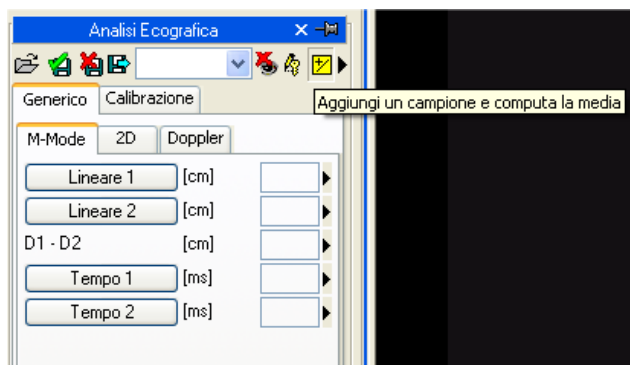 Analisi Ecografica
Generico Calibrazione
Aggiungi un campione e computa la media
M-Mode 2D Doppler
Lineare 1 [cm]
Lineare 2 [cm]
D1 - D2 [cm]
Tempo 1 [ms]
Tempo 2 [ms]